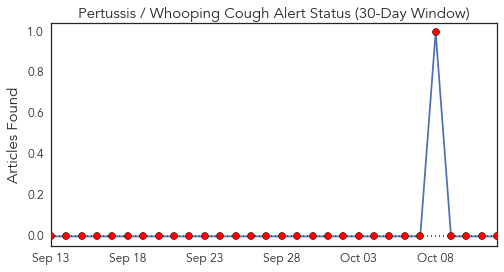 Pertussis / Whooping Cough Alert Status (30-Day Window)
Articles Found
1.0
0.8
0.6
0.4
0.2
0.0
Sep 13 Sep 18 Sep 23 Sep 28 Oct 03 Oct 08